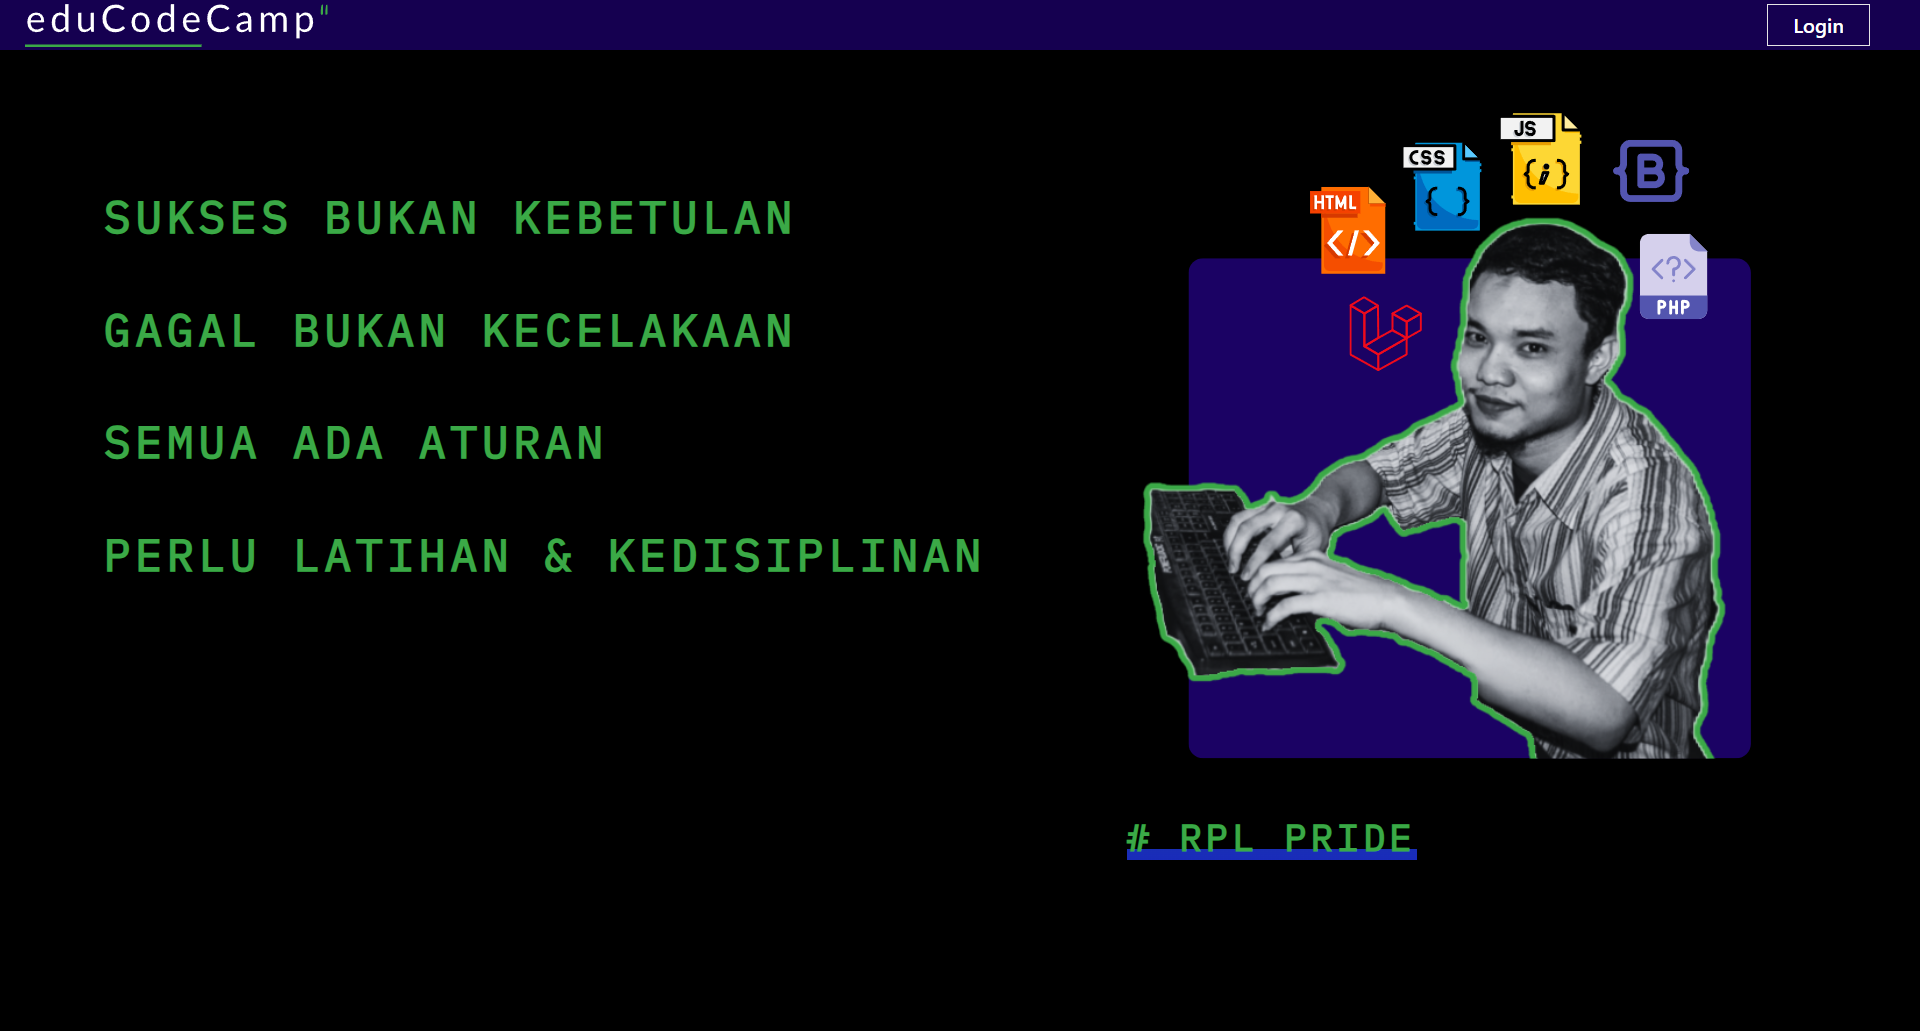 eduCodeCamp"
Login
SUKSES BUKAN KEBETULAN
GAGAL BUKAN KECELAKAAN
SEMUA ADA ATURAN
PERLU LATIHAN & KEDISIPLINAN
HTML
</>
CSS
{ }
JS
{i}
{B}
<?>
PHP
# RPL PRIDE